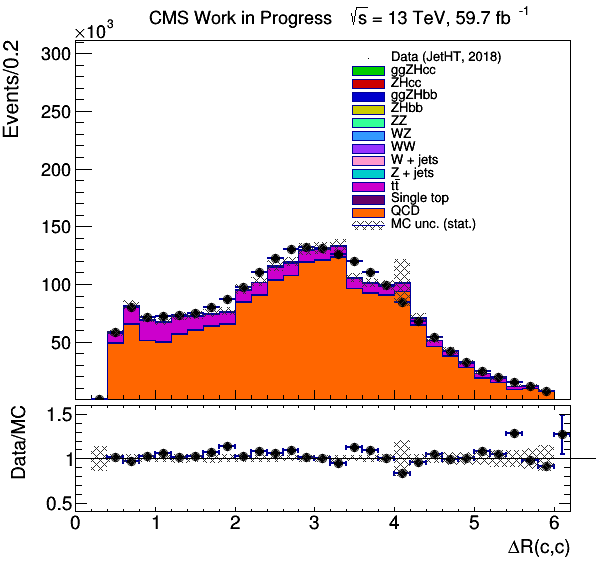 CMS Work in Progress √s = 13 TeV, 59.7 fb⁻¹
×10³
Events/0.2
300
250
200
150
100
50
Data (JetHT, 2018)
ggZHcc
ZHcc
ggZHbb
ZHbb
ZZ
WZ
WW
W + jets
Z + jets
tt̄
Single top
QCD
MC unc. (stat.)
Data/MC
1.5
1
0.5
0 1 2 3 4 5 6
ΔR(c,c)